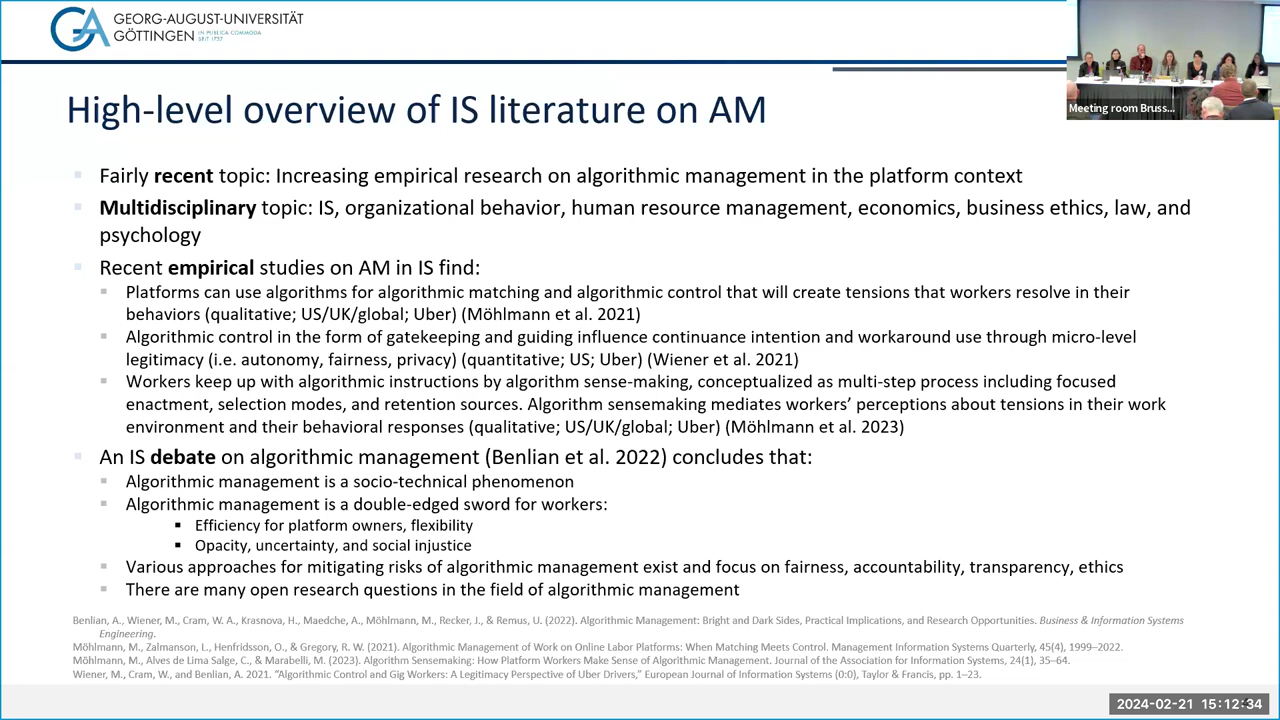 GEORG-AUGUST-UNIVERSITÄT
GÖTTINGEN IN PUBLICA COMMODA
SEIT 1737
Meeting room Bruss...
High-level overview of IS literature on AM
Fairly recent topic: Increasing empirical research on algorithmic management in the platform context
Multidisciplinary topic: IS, organizational behavior, human resource management, economics, business ethics, law, and
psychology
Recent empirical studies on AM in IS find:
Platforms can use algorithms for algorithmic matching and algorithmic control that will create tensions that workers resolve in their
behaviors (qualitative; US/UK/global; Uber) (Möhlmann et al. 2021)
Algorithmic control in the form of gatekeeping and guiding influence continuance intention and workaround use through micro-level
legitimacy (i.e. autonomy, fairness, privacy) (quantitative; US; Uber) (Wiener et al. 2021)
Workers keep up with algorithmic instructions by algorithm sense-making, conceptualized as multi-step process including focused
enactment, selection modes, and retention sources. Algorithm sensemaking mediates workers’ perceptions about tensions in their work
environment and their behavioral responses (qualitative; US/UK/global; Uber) (Möhlmann et al. 2023)
An IS debate on algorithmic management (Benlian et al. 2022) concludes that:
Algorithmic management is a socio-technical phenomenon
Algorithmic management is a double-edged sword for workers:
Efficiency for platform owners, flexibility
Opacity, uncertainty, and social injustice
Various approaches for mitigating risks of algorithmic management exist and focus on fairness, accountability, transparency, ethics
There are many open research questions in the field of algorithmic management
Benlian, A., Wiener, M., Cram, W. A., Krasnova, H., Maedche, A., Möhlmann, M., Recker, J., & Remus, U. (2022). Algorithmic Management: Bright and Dark Sides, Practical Implications, and Research Opportunities. Business & Information Systems
Engineering.
Möhlmann, M., Zalmanson, L., Henfridsson, O., & Gregory, R. W. (2021). Algorithmic Management of Work on Online Labor Platforms: When Matching Meets Control. Management Information Systems Quarterly, 45(4), 1999–2022.
Möhlmann, M., Alves de Lima Salge, C., & Marabelli, M. (2023). Algorithm Sensemaking: How Platform Workers Make Sense of Algorithmic Management. Journal of the Association for Information Systems, 24(1), 35–64.
Wiener, M., Cram, W., and Benlian, A. 2021. “Algorithmic Control and Gig Workers: A Legitimacy Perspective of Uber Drivers,” European Journal of Information Systems (0:0), Taylor & Francis, pp. 1–23.
2024-02-21 15:12:34